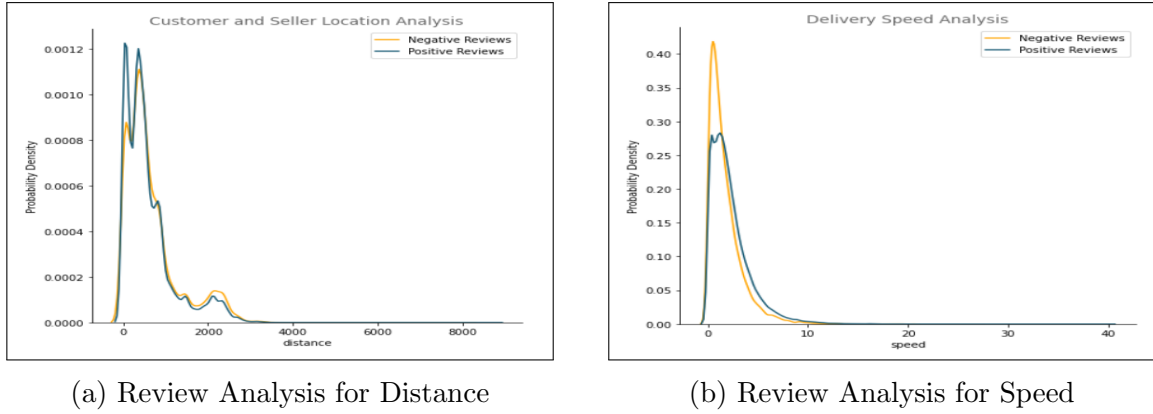 Customer and Seller Location Analysis
Negative Reviews
Positive Reviews
0.0012
0.0010
0.0008
0.0006
0.0004
0.0002
0.0000
Probability Density
0
2000
4000
6000
8000
distance
(a) Review Analysis for Distance
Delivery Speed Analysis
Negative Reviews
Positive Reviews
0.40
0.35
0.30
0.25
0.20
0.15
0.10
0.05
0.00
Probability Density
0
10
20
30
40
speed
(b) Review Analysis for Speed